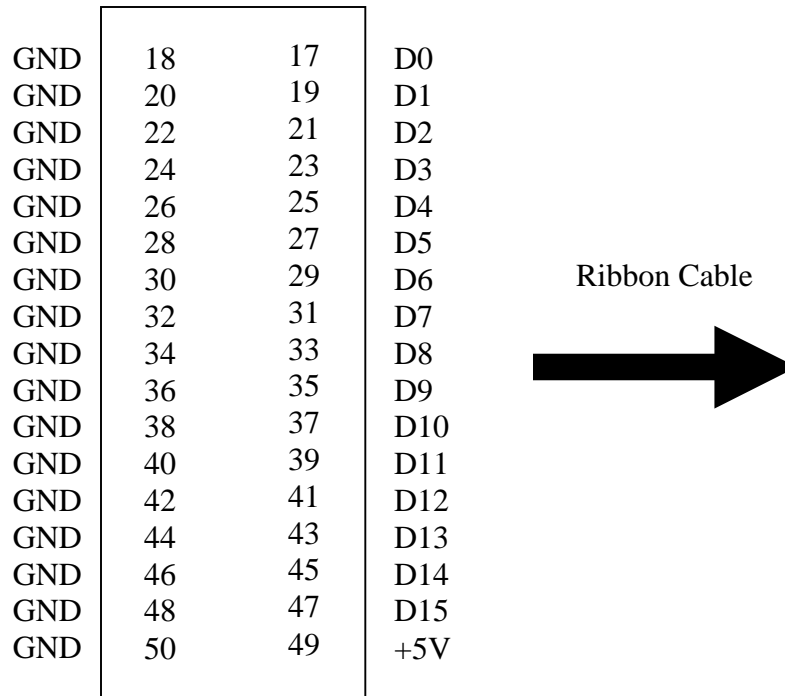 GND 18 17 D0
GND 20 19 D1
GND 22 21 D2
GND 24 23 D3
GND 26 25 D4
GND 28 27 D5
GND 30 29 D6
Ribbon Cable
GND 32 31 D7
GND 34 33 D8
GND 36 35 D9
GND 38 37 D10
GND 40 39 D11
GND 42 41 D12
GND 44 43 D13
GND 46 45 D14
GND 48 47 D15
GND 50 49 +5V